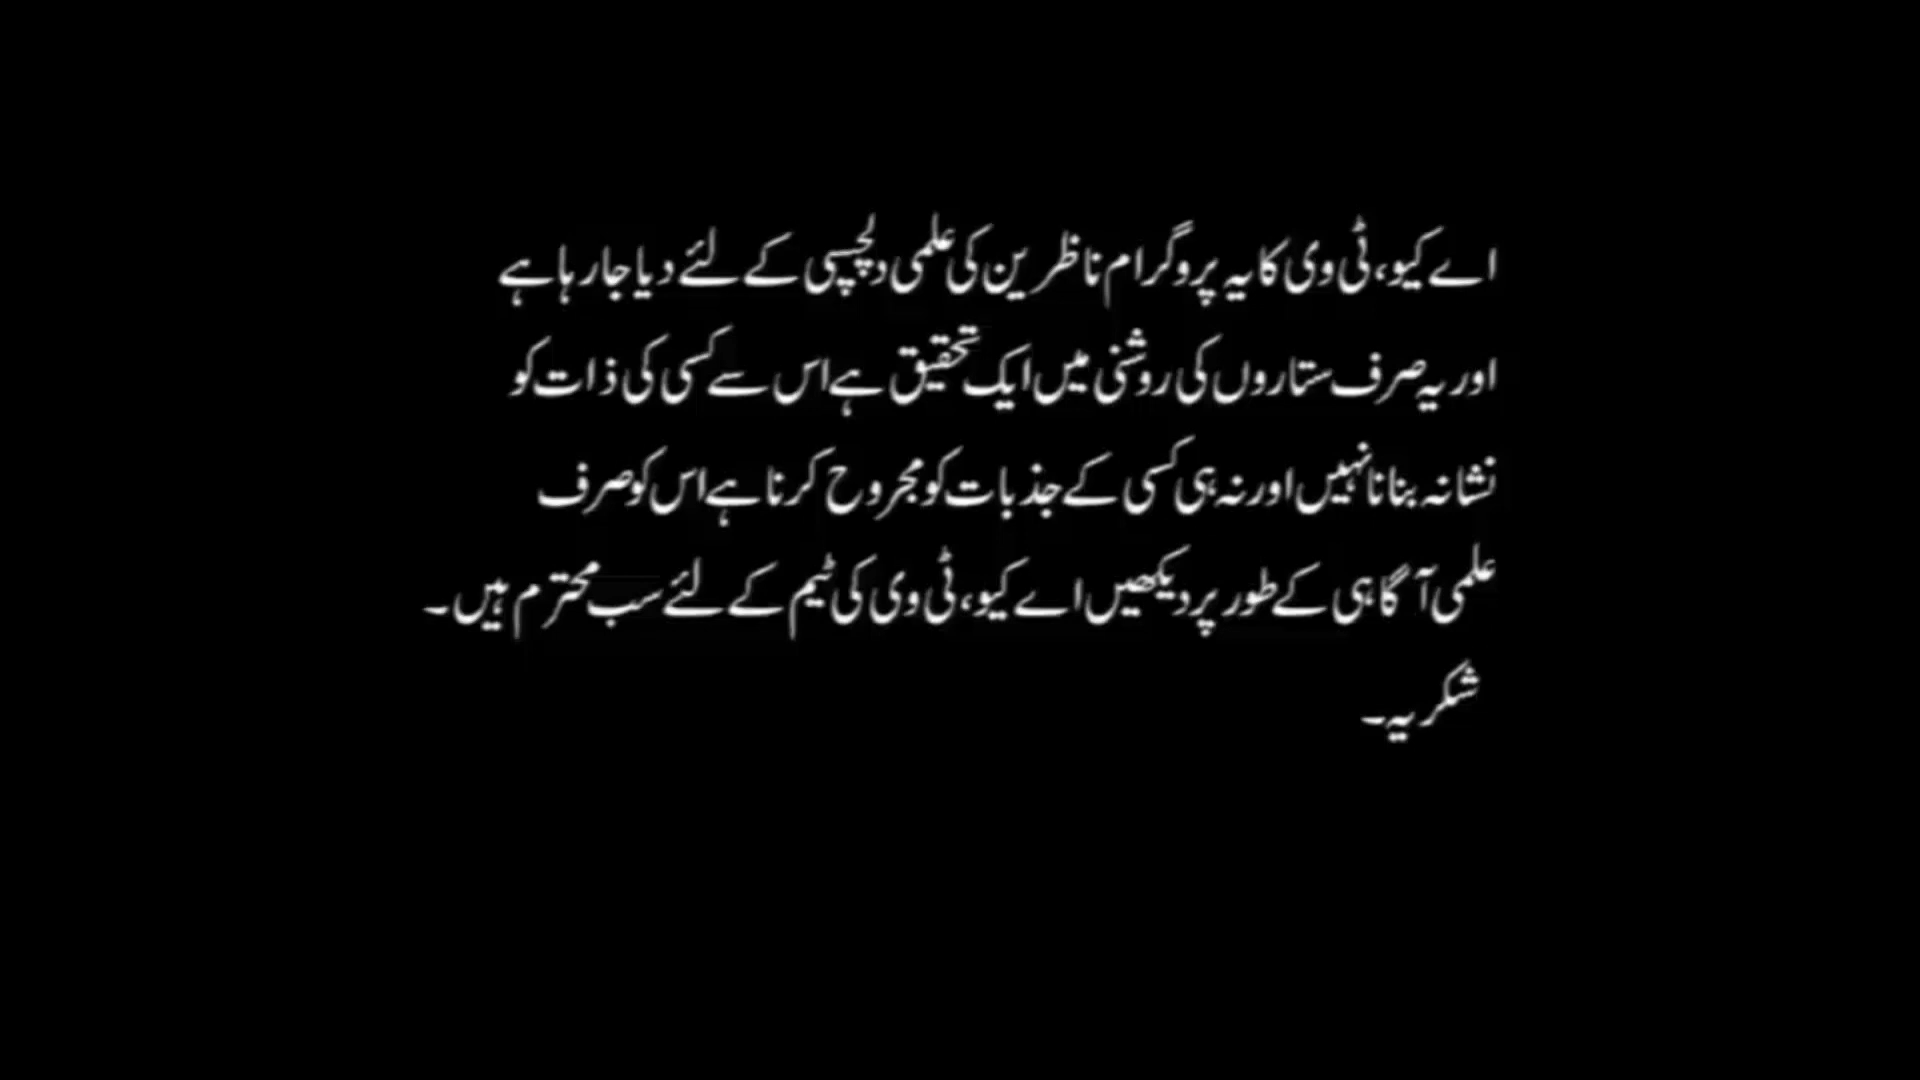 اے کیو، ٹی وی کا یہ پروگرام ناظرین کی علمی دلچسپی کے لئے دیا جا رہا ہے
اور یہ صرف ستاروں کی روشنی میں ایک تحقیق ہے اس سے کسی کی ذات کو
نشانہ بنانا نہیں اور نہ ہی کسی کے جذبات کو مجروح کرنا ہے اس کو صرف
علمی آگاہی کے طور پر دیکھیں اے کیو، ٹی وی کی ٹیم کے لئے سب محترم ہیں۔
شکریہ۔